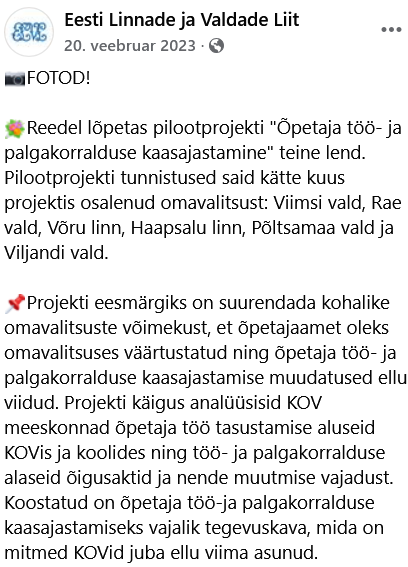 Eesti Linnade ja Valdade Liit
20. veebruar 2023 ·
📷FOTOD!
💐Reedel lõpetas pilootprojekti "Õpetaja töö- ja
palgakorralduse kaasajastamine" teine lend.
Pilootprojekti tunnistused said kätte kuus
projektis osalenud omavalitsust: Viimsi vald, Rae
vald, Võru linn, Haapsalu linn, Põltsamaa vald ja
Viljandi vald.
📌Projekti eesmärgiks on suurendada kohalike
omavalitsuste võimekust, et õpetajaamet oleks
omavalitsuses väärtustatud ning õpetaja töö- ja
palgakorralduse kaasajastamise muudatused ellu
viidud. Projekti käigus analüüsisid KOV
meeskonnad õpetaja töö tasustamise aluseid
KOVis ja koolides ning töö- ja palgakorralduse
alaseid õigusaktid ja nende muutmise vajadust.
Koostatud on õpetaja töö-ja palgakorralduse
kaasajastamiseks vajalik tegevuskava, mida on
mitmed KOVid juba ellu viima asunud.